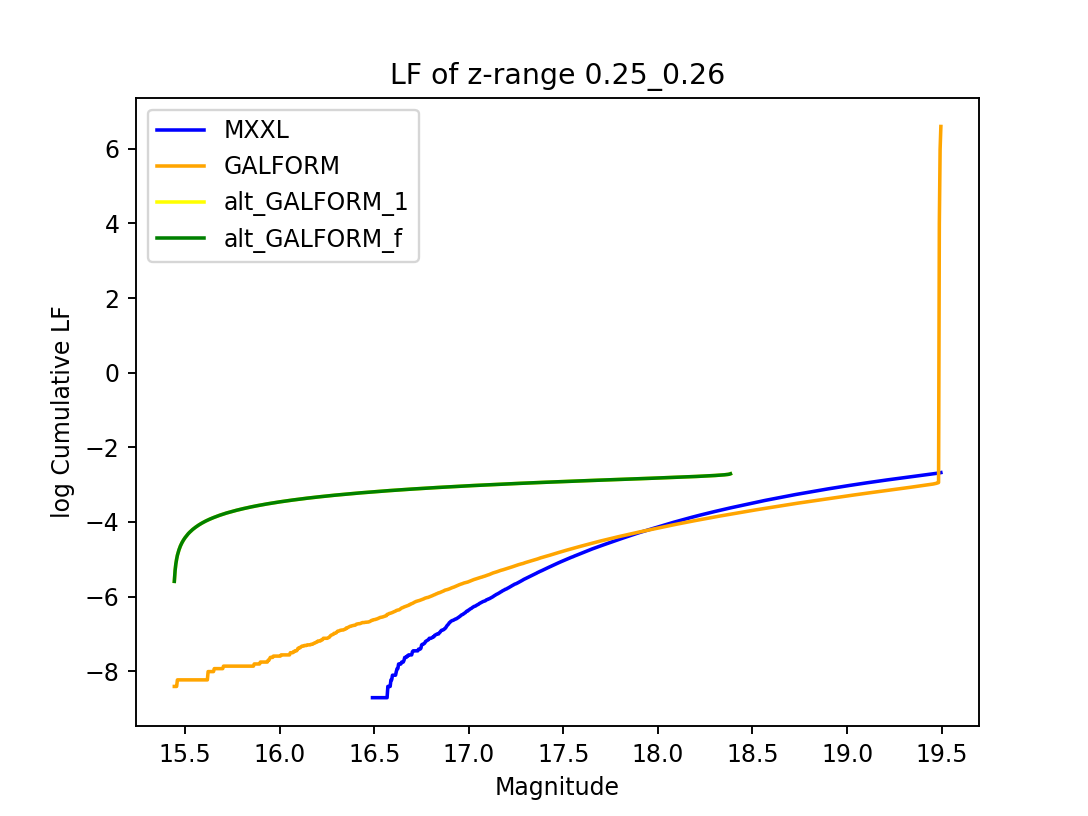 LF of z-range 0.25_0.26
MXXL
GALFORM
alt_GALFORM_1
alt_GALFORM_f
log Cumulative LF
6
4
2
0
−2
−4
−6
−8
15.5 16.0 16.5 17.0 17.5 18.0 18.5 19.0 19.5
Magnitude